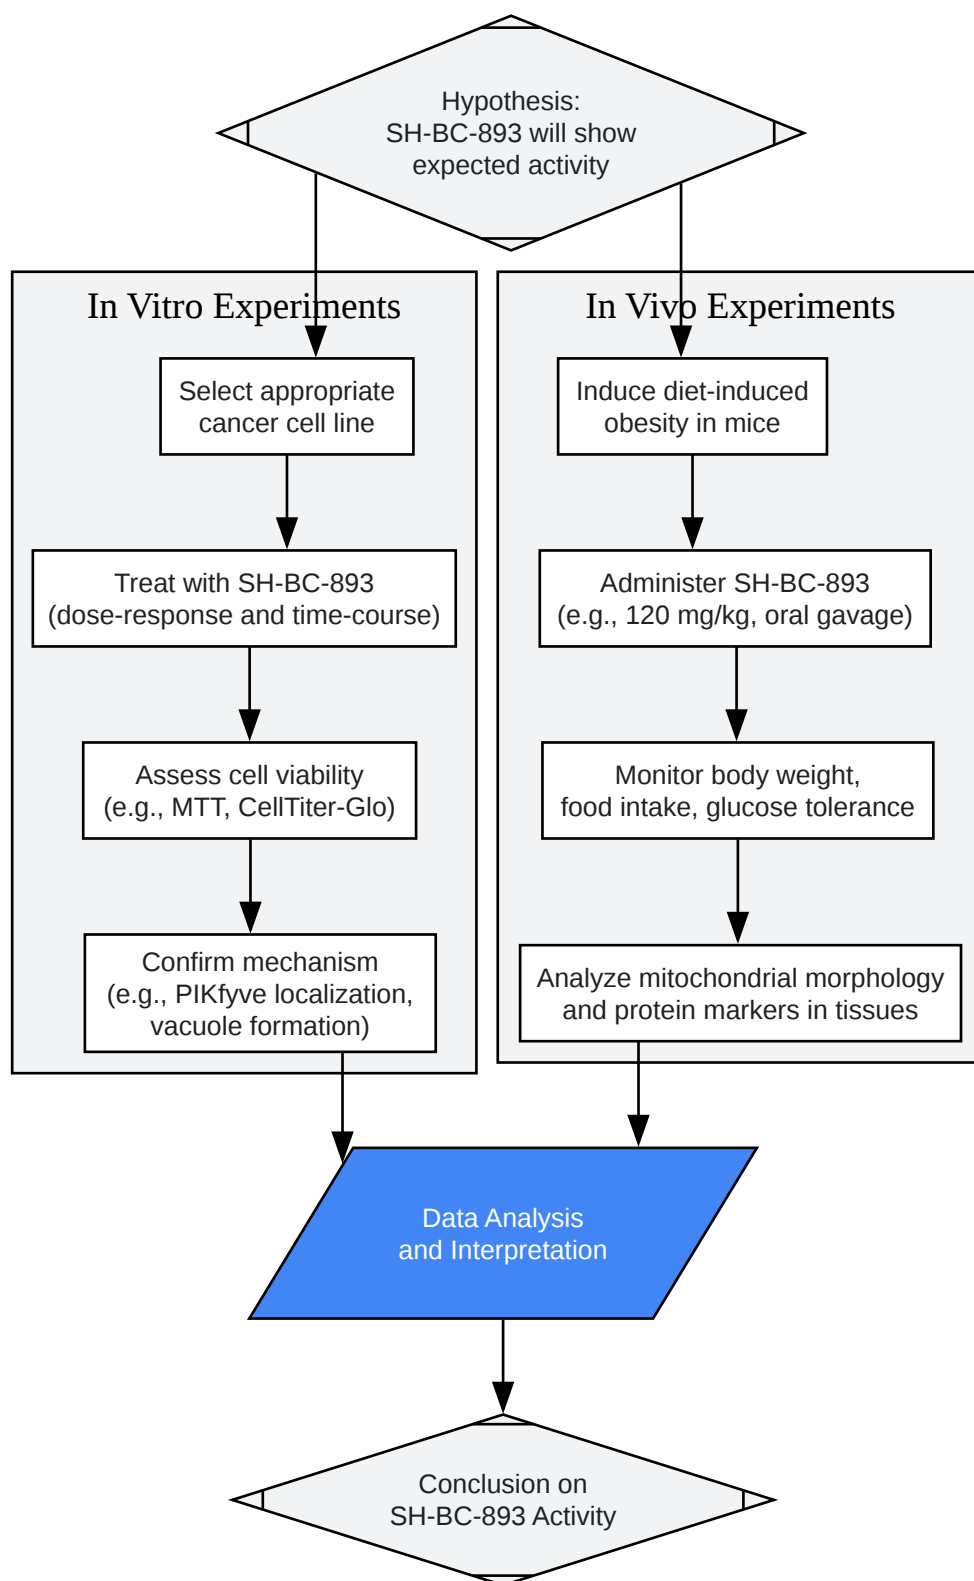 Hypothesis:
SH-BC-893 will show
expected activity
In Vitro Experiments
Select appropriate
cancer cell line
Treat with SH-BC-893
(dose-response and time-course)
Assess cell viability
(e.g., MTT, CellTiter-Glo)
Confirm mechanism
(e.g., PIKfyve localization,
vacuole formation)
In Vivo Experiments
Induce diet-induced
obesity in mice
Administer SH-BC-893
(e.g., 120 mg/kg, oral gavage)
Monitor body weight,
food intake, glucose tolerance
Analyze mitochondrial morphology
and protein markers in tissues
Data Analysis
and Interpretation
Conclusion on
SH-BC-893 Activity